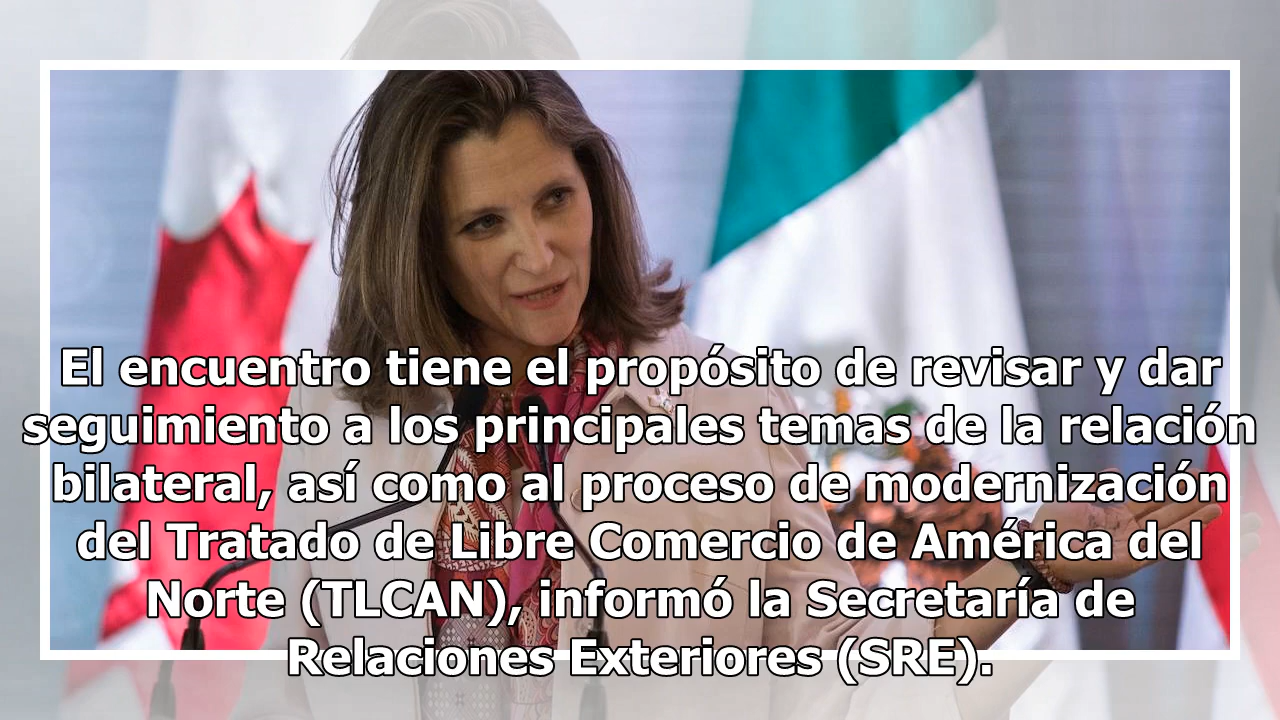 El encuentro tiene el propósito de revisar y dar
seguimiento a los principales temas de la relación
bilateral, así como al proceso de modernización
del Tratado de Libre Comercio de América del
Norte (TLCAN), informó la Secretaría de
Relaciones Exteriores (SRE).